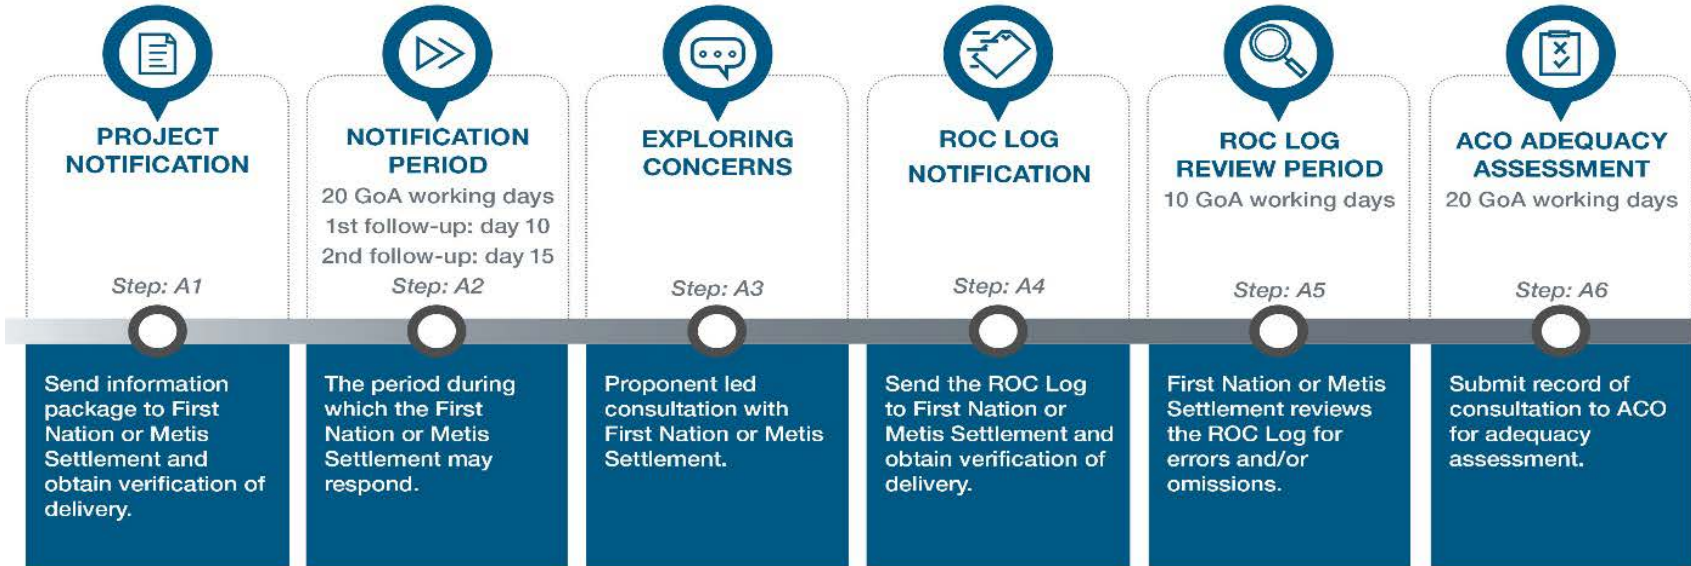 PROJECT
NOTIFICATION
Step: A1
Send information
package to First
Nation or Metis
Settlement and
obtain verification of
delivery.
NOTIFICATION
PERIOD
20 GoA working days
1st follow-up: day 10
2nd follow-up: day 15
Step: A2
The period during
which the First
Nation or Metis
Settlement may
respond.
EXPLORING
CONCERNS
Step: A3
Proponent led
consultation with
First Nation or Metis
Settlement.
ROC LOG
NOTIFICATION
Step: A4
Send the ROC Log
to First Nation or
Metis Settlement and
obtain verification of
delivery.
ROC LOG
REVIEW PERIOD
10 GoA working days
Step: A5
First Nation or Metis
Settlement reviews
the ROC Log for
errors and/or
omissions.
ACO ADEQUACY
ASSESSMENT
20 GoA working days
Step: A6
Submit record of
consultation to ACO
for adequacy
assessment.